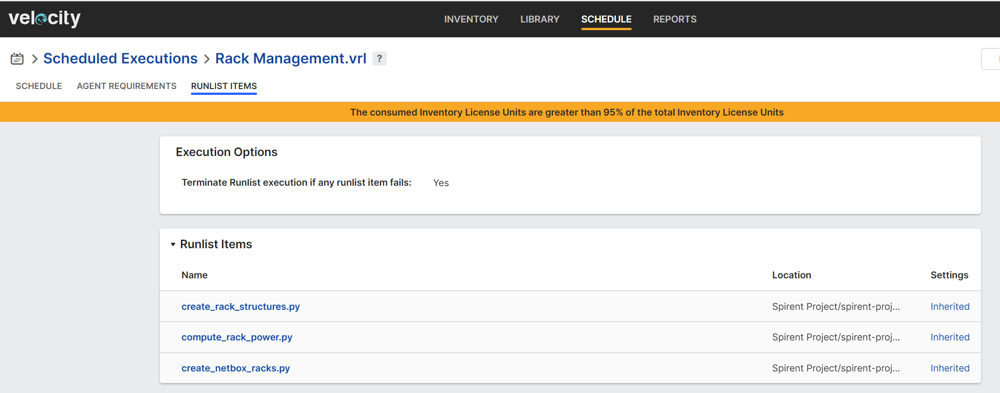 velocity
INVENTORY LIBRARY SCHEDULE REPORTS
Scheduled Executions > Rack Management.vrl ?
SCHEDULE AGENT REQUIREMENTS RUNLIST ITEMS
The consumed Inventory License Units are greater than 95% of the total Inventory License Units
Execution Options
Terminate Runlist execution if any runlist item fails: Yes
Runlist Items
Name Location Settings
create_rack_structures.py Spirent Project/spirent-proj... Inherited
compute_rack_power.py Spirent Project/spirent-proj... Inherited
create_netbox_racks.py Spirent Project/spirent-proj... Inherited